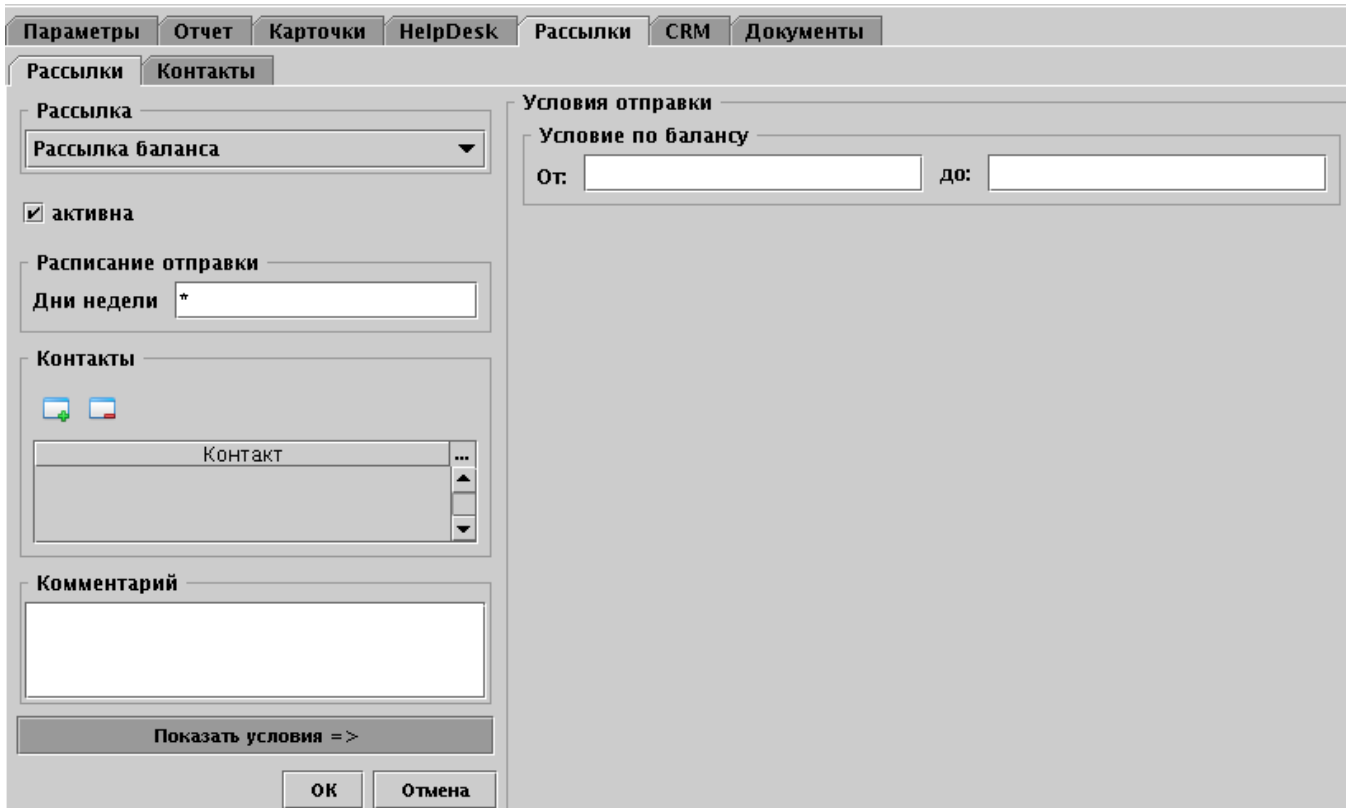 Параметры Отчет Карточки HelpDesk Рассылки CRM Документы
Рассылки Контакты
Рассылка
Рассылка баланса
активна
Расписание отправки
Дни недели *
Контакты
Контакт ...
Комментарий
Показать условия =>
ОК Отмена
Условия отправки
Условие по балансу
От: до: